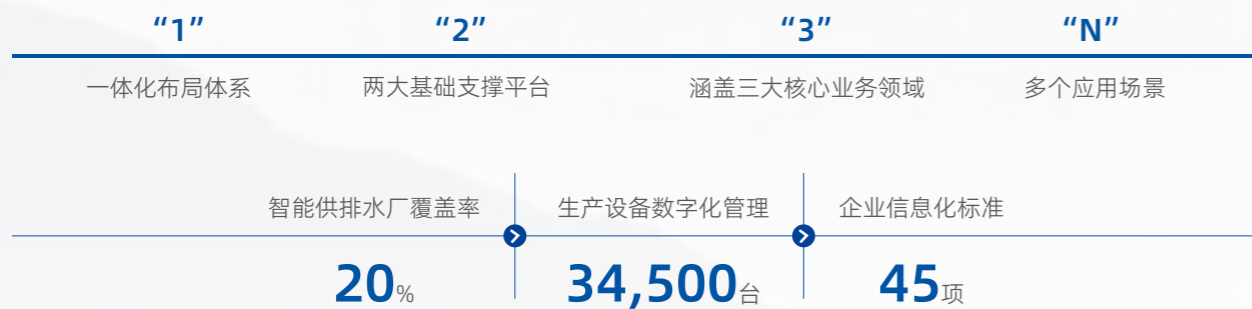 “1” “2” “3” “N”
一体化布局体系 两大基础支撑平台 涵盖三大核心业务领域 多个应用场景
智能供排水厂覆盖率 生产设备数字化管理 企业信息化标准
20% 34,500台 45项